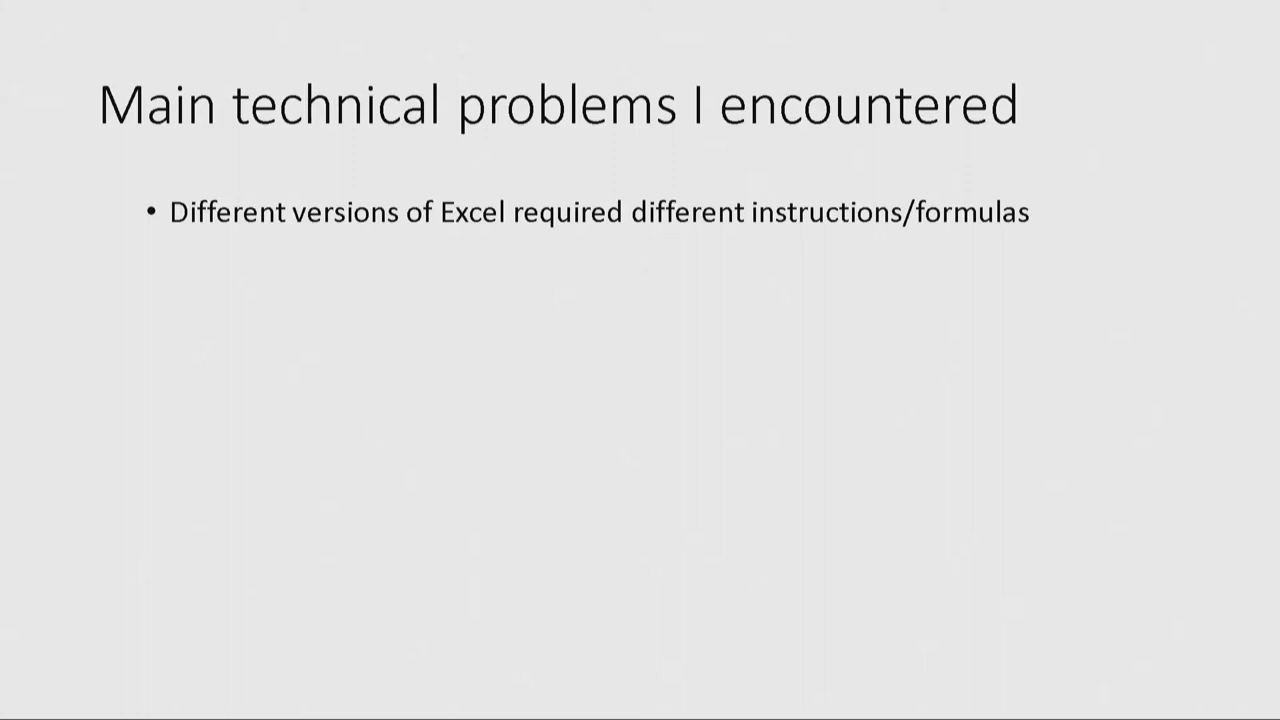 Main technical problems I encountered
• Different versions of Excel required different instructions/formulas